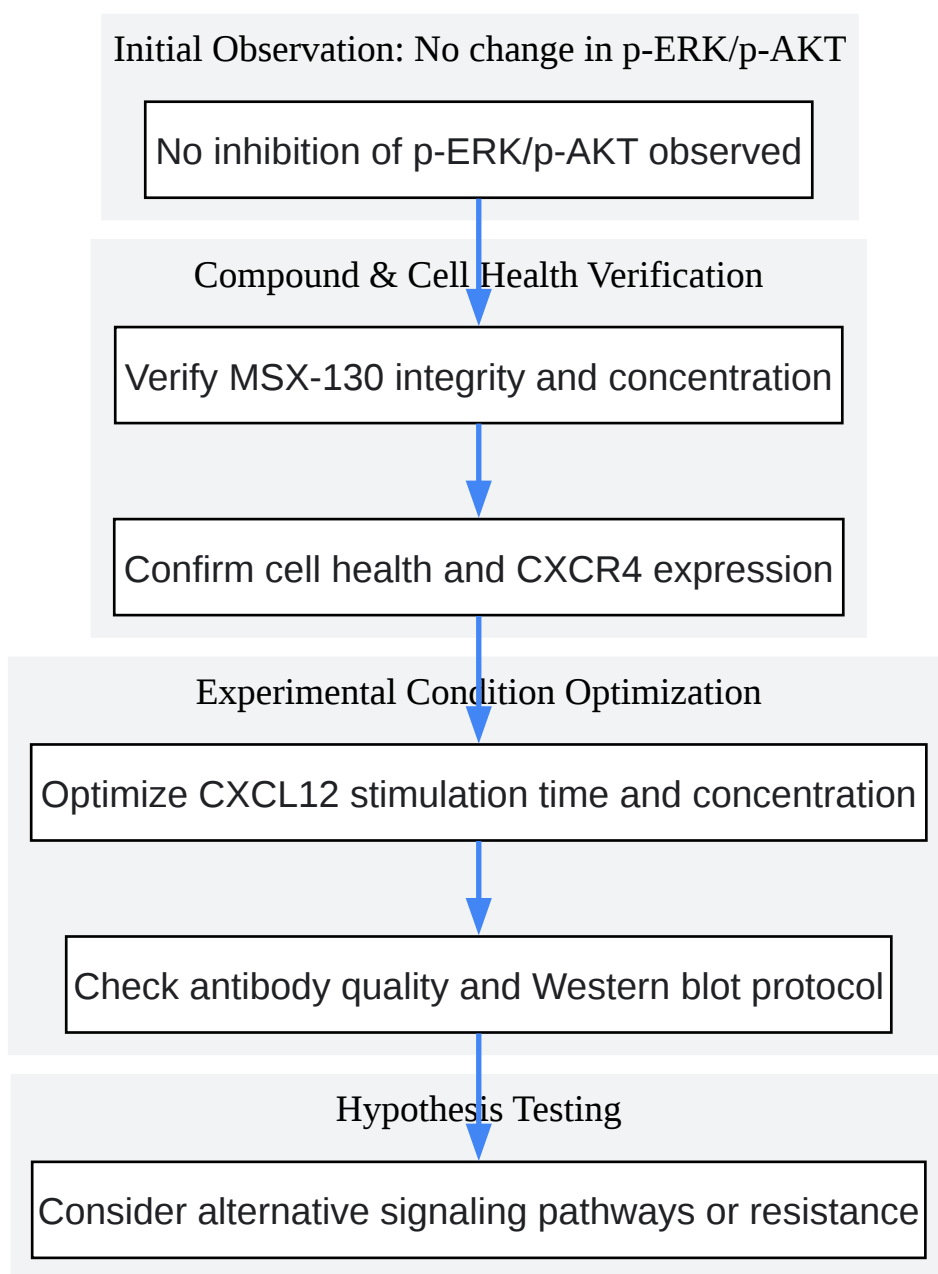 Initial Observation: No change in p-ERK/p-AKT
No inhibition of p-ERK/p-AKT observed
Compound & Cell Health Verification
Verify MSX-130 integrity and concentration
Confirm cell health and CXCR4 expression
Experimental Condition Optimization
Optimize CXCL12 stimulation time and concentration
Check antibody quality and Western blot protocol
Hypothesis Testing
Consider alternative signaling pathways or resistance